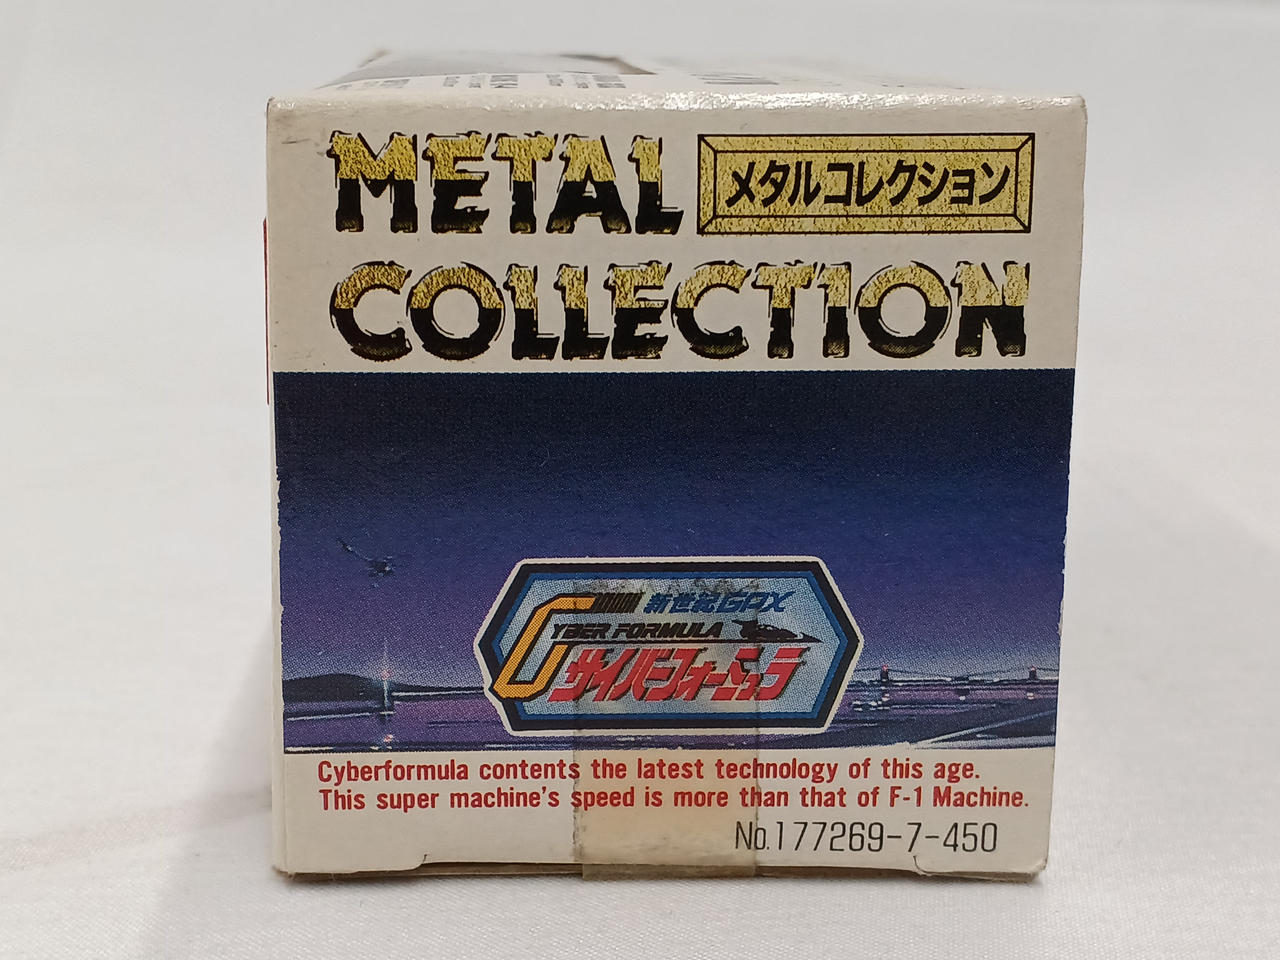 METAL
メタルコレクション
COLLECTION
新世紀GPX
CYBER FORMULA
サイバーフォーミュラ
Cyberformula contents the latest technology of this age.
This super machine's speed is more than that of F-1 Machine.
No.177269-7-450